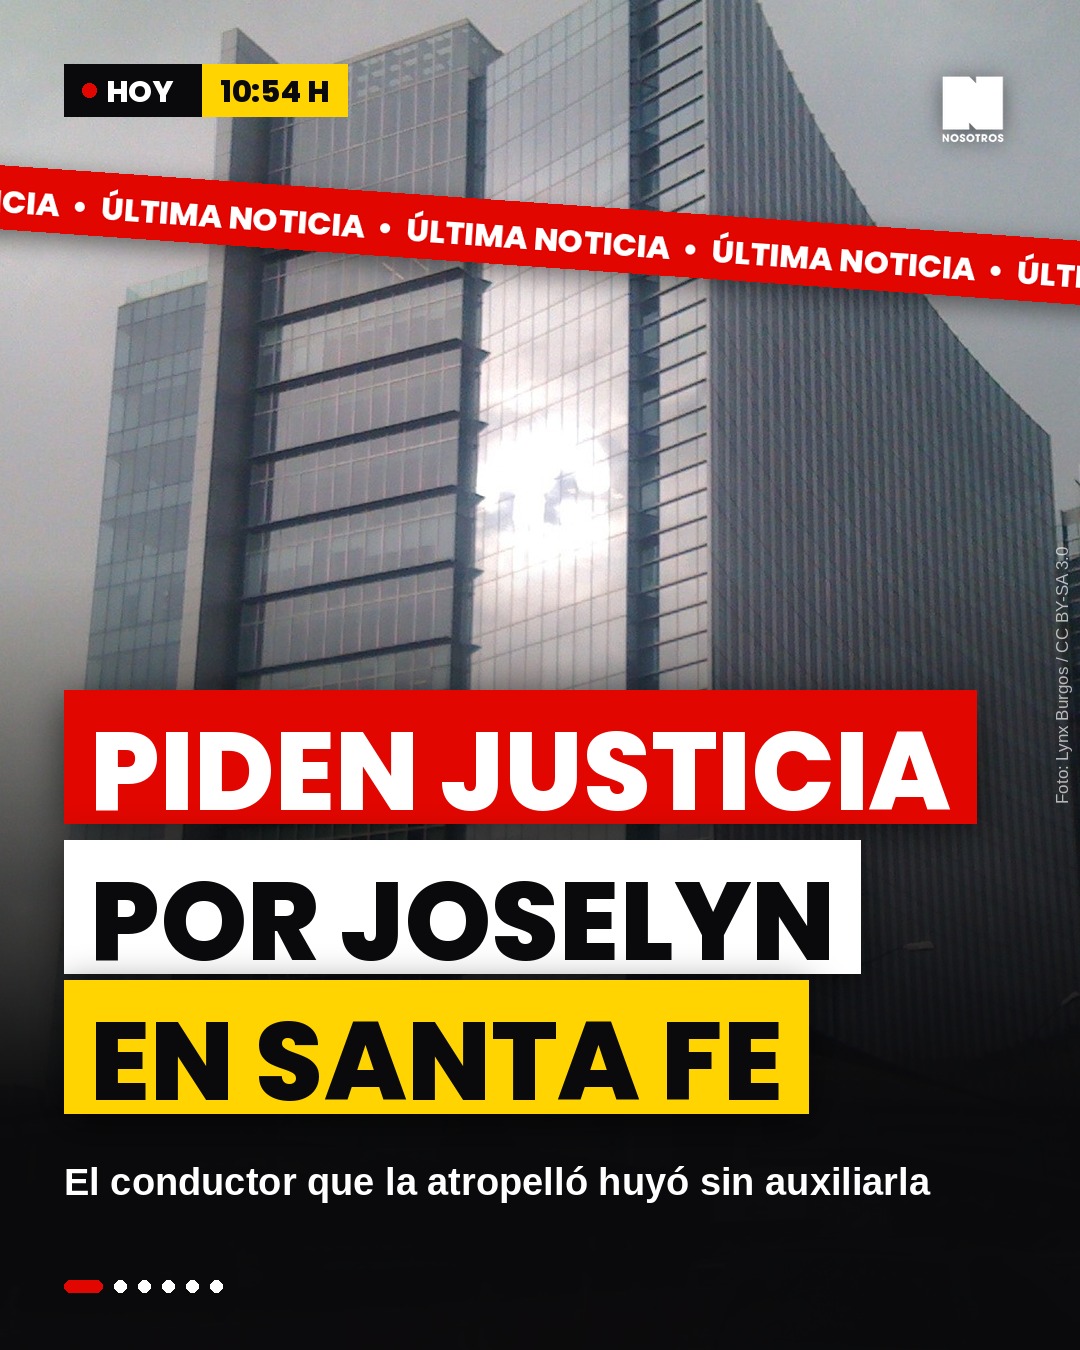 HOY 10:54 H
NOSOTROS
CIA • ÚLTIMA NOTICIA • ÚLTIMA NOTICIA • ÚLTIMA NOTICIA • ÚLTI
Foto: Lynx Burgos / CC BY-SA 3.0
PIDEN JUSTICIA
POR JOSELYN
EN SANTA FE
El conductor que la atropelló huyó sin auxiliarla